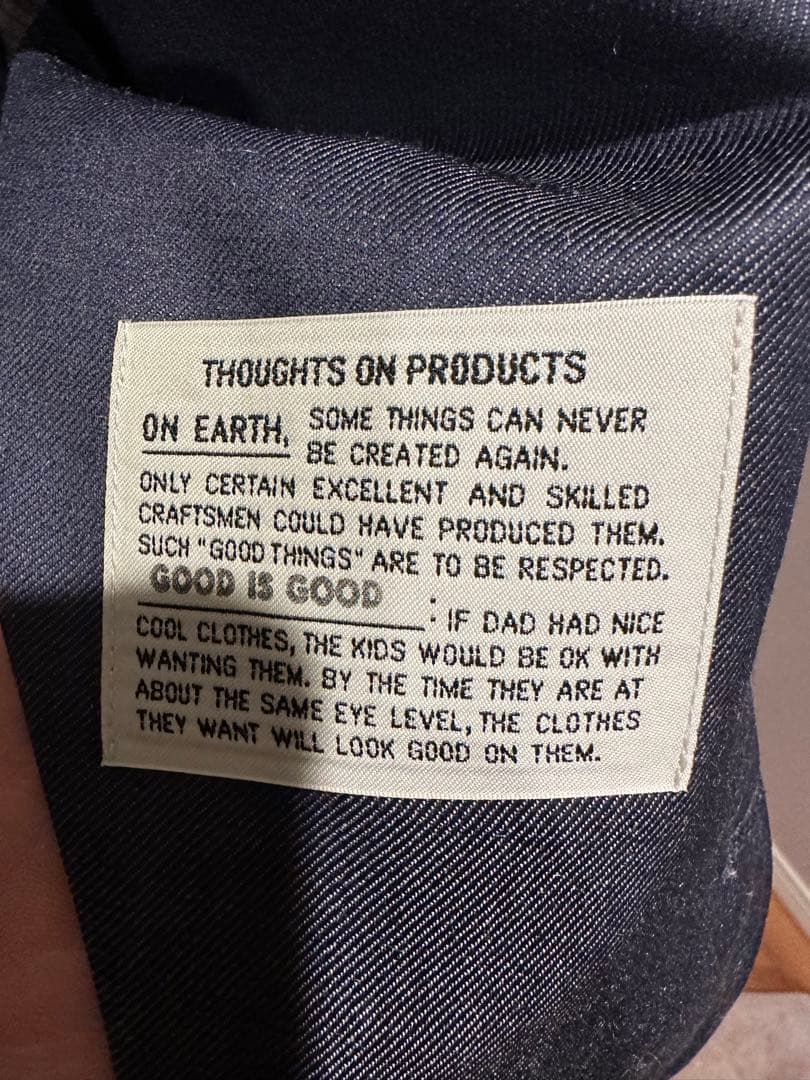 THOUGHTS ON PRODUCTS
ON EARTH, SOME THINGS CAN NEVER
BE CREATED AGAIN.
ONLY CERTAIN EXCELLENT AND SKILLED
CRAFTSMEN COULD HAVE PRODUCED THEM.
SUCH "GOOD THINGS" ARE TO BE RESPECTED.
GOOD IS GOOD : IF DAD HAD NICE
COOL CLOTHES, THE KIDS WOULD BE OK WITH
WANTING THEM. BY THE TIME THEY ARE AT
ABOUT THE SAME EYE LEVEL, THE CLOTHES
THEY WANT WILL LOOK GOOD ON THEM.